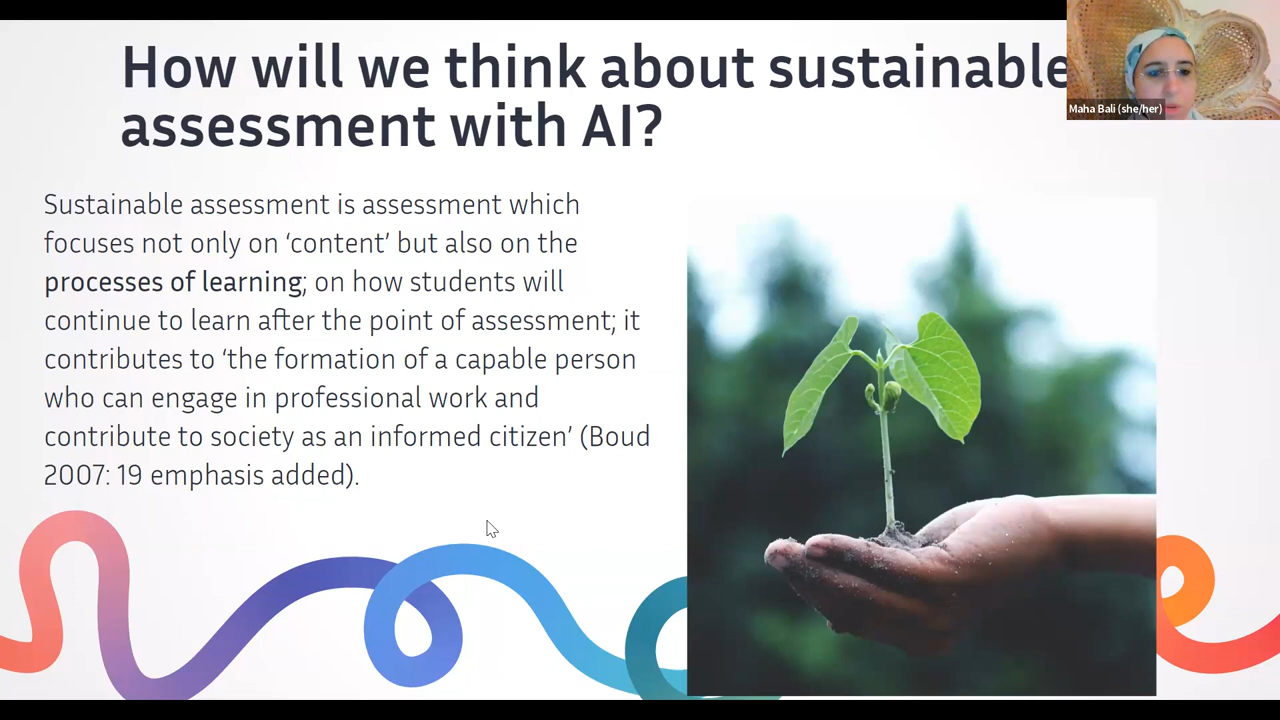 How will we think about sustainable
assessment with AI?
Maha Bali (she/her)
Sustainable assessment is assessment which
focuses not only on ‘content’ but also on the
processes of learning; on how students will
continue to learn after the point of assessment; it
contributes to ‘the formation of a capable person
who can engage in professional work and
contribute to society as an informed citizen’ (Boud
2007: 19 emphasis added).